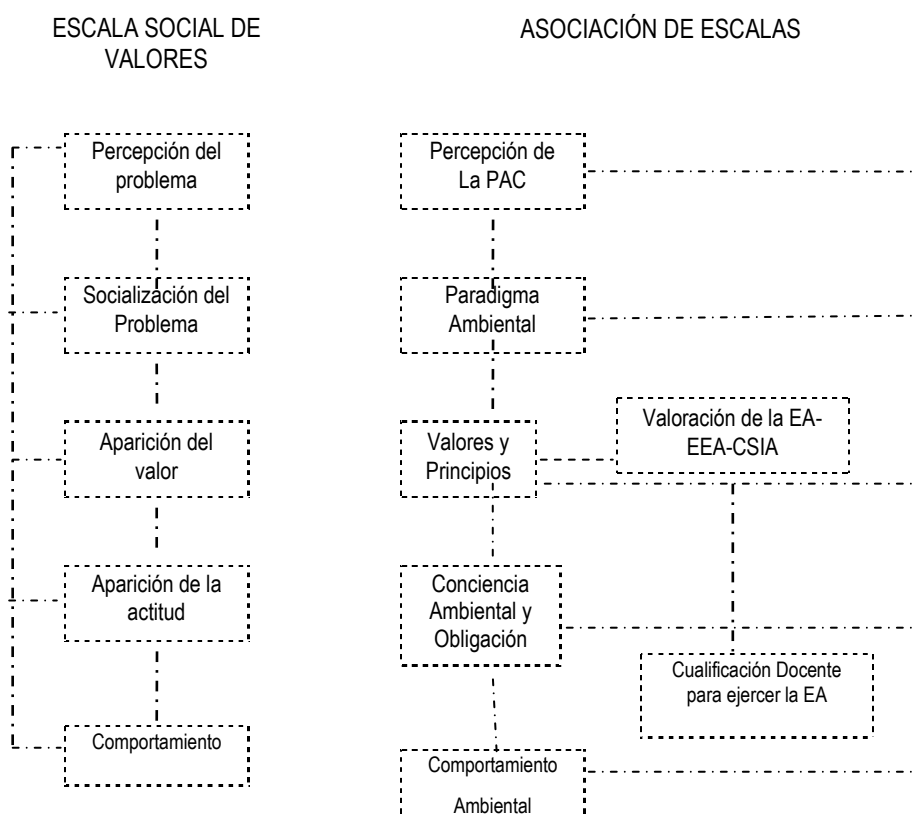 ESCALA SOCIAL DE
VALORES
Percepción del
problema
Socialización del
Problema
Aparición del
valor
Aparición de la
actitud
Comportamiento
ASOCIACIÓN DE ESCALAS
Percepción de
La PAC
Paradigma
Ambiental
Valores y
Principios
Valoración de la EA-
EEA-CSIA
Conciencia
Ambiental y
Obligación
Cualificación Docente
para ejercer la EA
Comportamiento
Ambiental